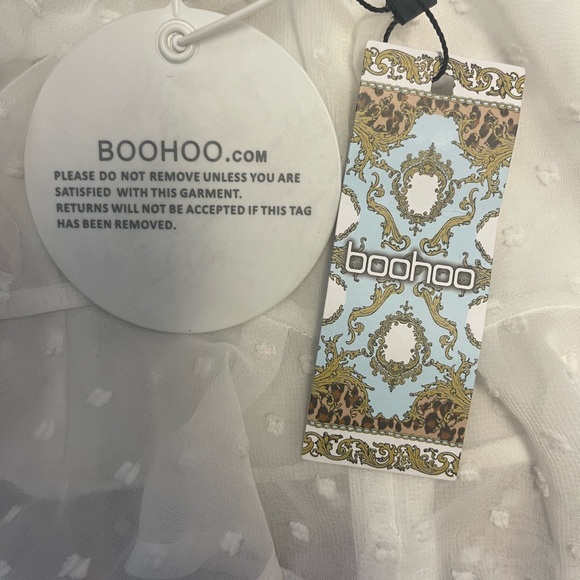 BOOHOO.COM
PLEASE DO NOT REMOVE UNLESS YOU ARE
SATISFIED WITH THIS GARMENT.
RETURNS WILL NOT BE ACCEPTED IF THIS TAG
HAS BEEN REMOVED.
boohoo